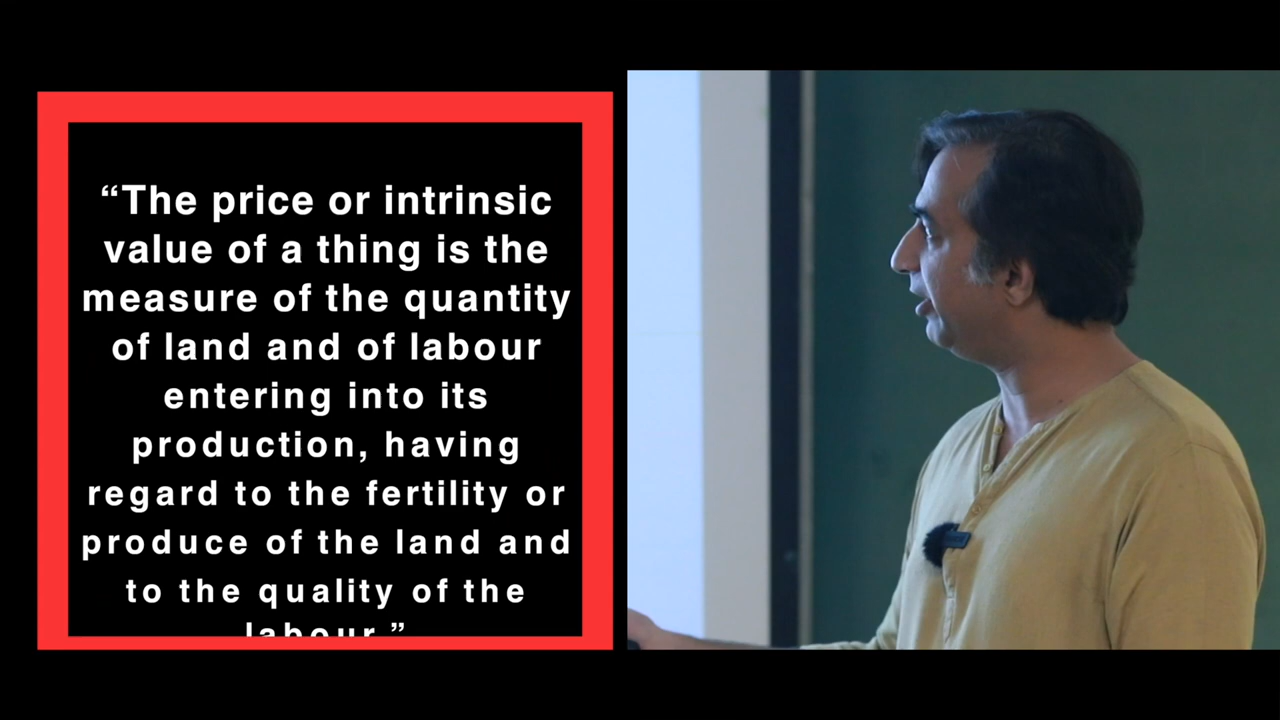 “The price or intrinsic
value of a thing is the
measure of the quantity
of land and of labour
entering into its
production, having
regard to the fertility or
produce of the land and
to the quality of the
labour.”